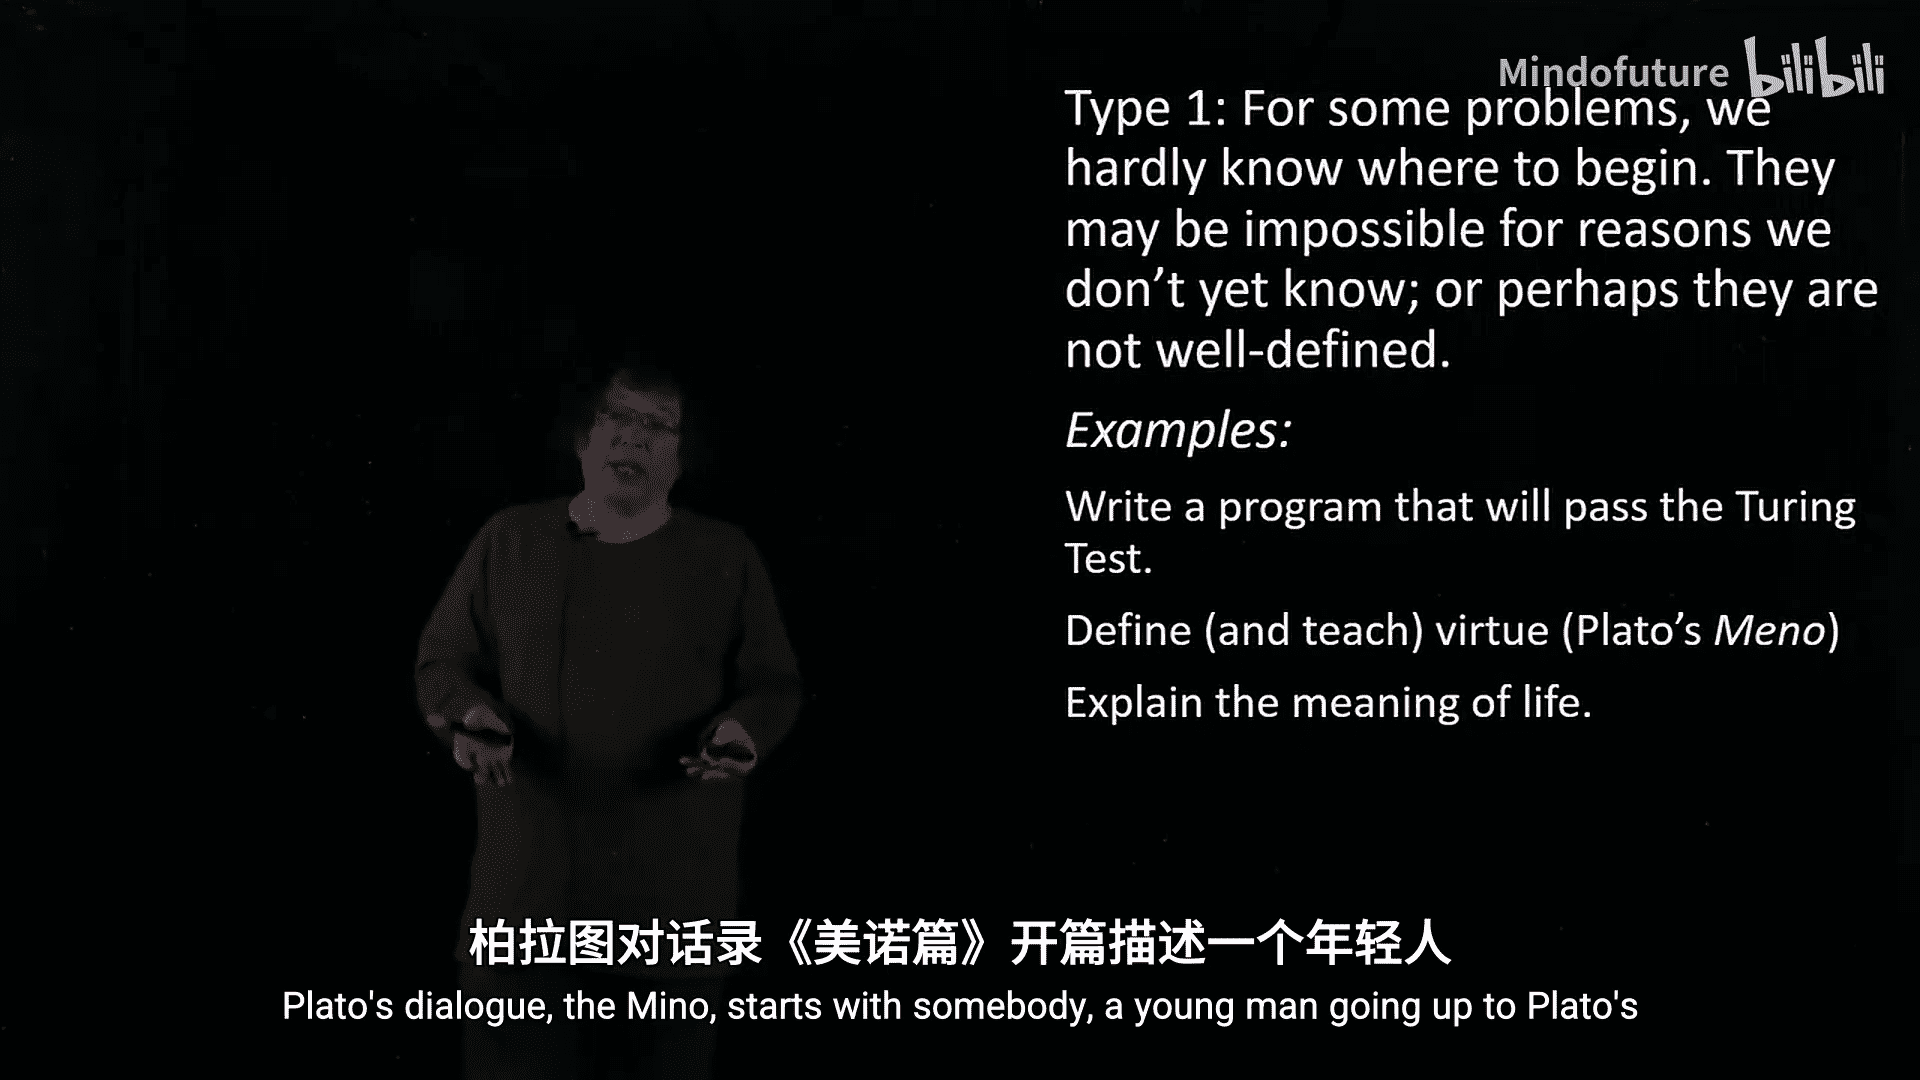 Mindofuture bilibili
Type 1: For some problems, we
hardly know where to begin. They
may be impossible for reasons we
don’t yet know; or perhaps they are
not well-defined.
Examples:
Write a program that will pass the Turing
Test.
Define (and teach) virtue (Plato’s Meno)
Explain the meaning of life.
柏拉图对话录《美诺篇》开篇描述一个年轻人
Plato's dialogue, the Mino, starts with somebody, a young man going up to Plato's